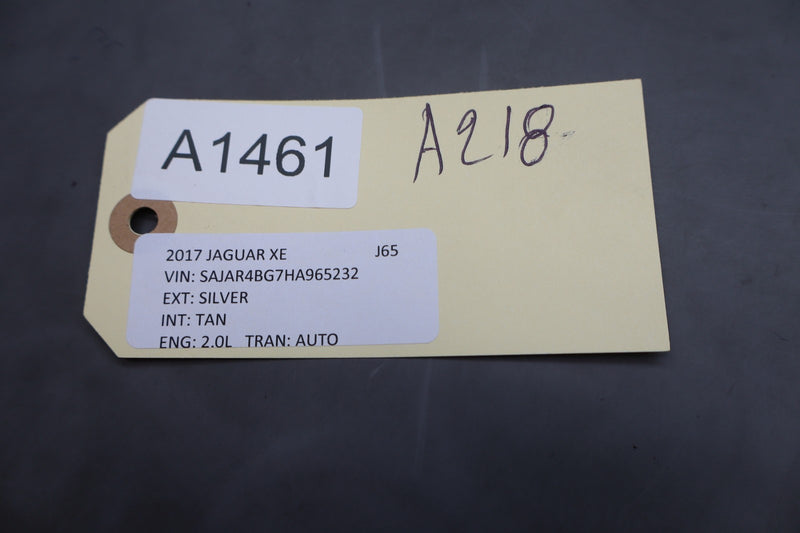 A1461
A218
2017 JAGUAR XE J65
VIN: SAJAR4BG7HA965232
EXT: SILVER
INT: TAN
ENG: 2.0L TRAN: AUTO